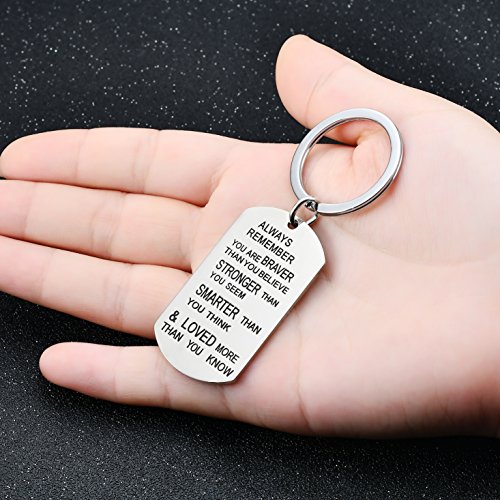 ALWAYS
REMEMBER
YOU ARE BRAVER
THAN YOU BELIEVE
STRONGER THAN
YOU SEEM
SMARTER THAN
YOU THINK
& LOVED MORE
THAN YOU KNOW